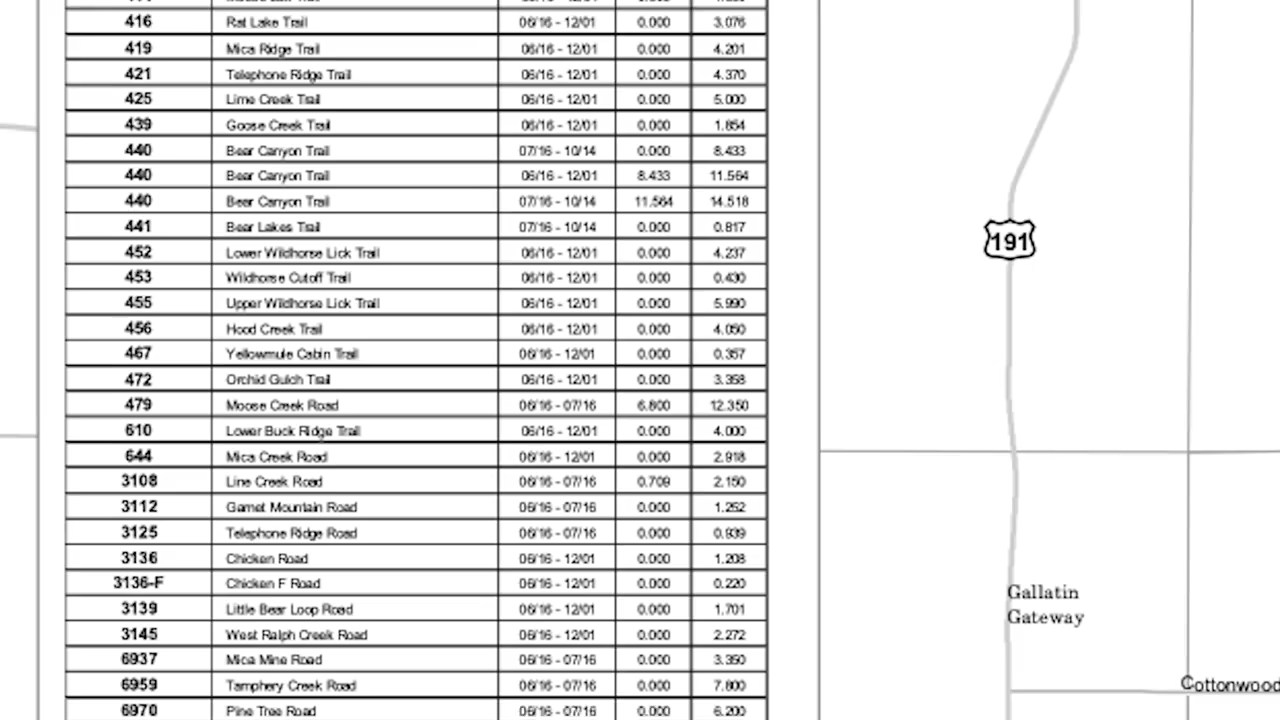 416 Rat Lake Trail 06/16 - 12/01 0.000 3.076
419 Mica Ridge Trail 06/16 - 12/01 0.000 4.201
421 Telephone Ridge Trail 06/16 - 12/01 0.000 4.370
425 Lime Creek Trail 06/16 - 12/01 0.000 5.000
439 Goose Creek Trail 06/16 - 12/01 0.000 1.854
440 Bear Canyon Trail 07/16 - 10/14 0.000 8.433
440 Bear Canyon Trail 06/16 - 12/01 8.433 11.564
440 Bear Canyon Trail 07/16 - 10/14 11.564 14.518
441 Bear Lakes Trail 07/16 - 10/14 0.000 0.817
452 Lower Wildhorse Lick Trail 06/16 - 12/01 0.000 4.237
453 Wildhorse Cutoff Trail 06/16 - 12/01 0.000 0.430
455 Upper Wildhorse Lick Trail 06/16 - 12/01 0.000 5.990
456 Hood Creek Trail 06/16 - 12/01 0.000 4.050
467 Yellowmule Cabin Trail 06/16 - 12/01 0.000 0.357
472 Orchid Gulch Trail 06/16 - 12/01 0.000 3.358
479 Moose Creek Road 06/16 - 07/16 6.800 12.350
610 Lower Buck Ridge Trail 06/16 - 12/01 0.000 4.000
644 Mica Creek Road 06/16 - 12/01 0.000 2.918
3108 Line Creek Road 06/16 - 07/16 0.709 2.150
3112 Garnet Mountain Road 06/16 - 07/16 0.000 1.252
3125 Telephone Ridge Road 06/16 - 07/16 0.000 0.939
3136 Chicken Road 06/16 - 12/01 0.000 1.208
3136-F Chicken F Road 06/16 - 12/01 0.000 0.220
3139 Little Bear Loop Road 06/16 - 12/01 0.000 1.701
3145 West Ralph Creek Road 06/16 - 12/01 0.000 2.272
6937 Mica Mine Road 06/16 - 07/16 0.000 3.350
6959 Tamphery Creek Road 06/16 - 07/16 0.000 7.800
6970 Pine Tree Road 06/16 - 07/16 0.000 6.200
191
Gallatin
Gateway
Cottonwood